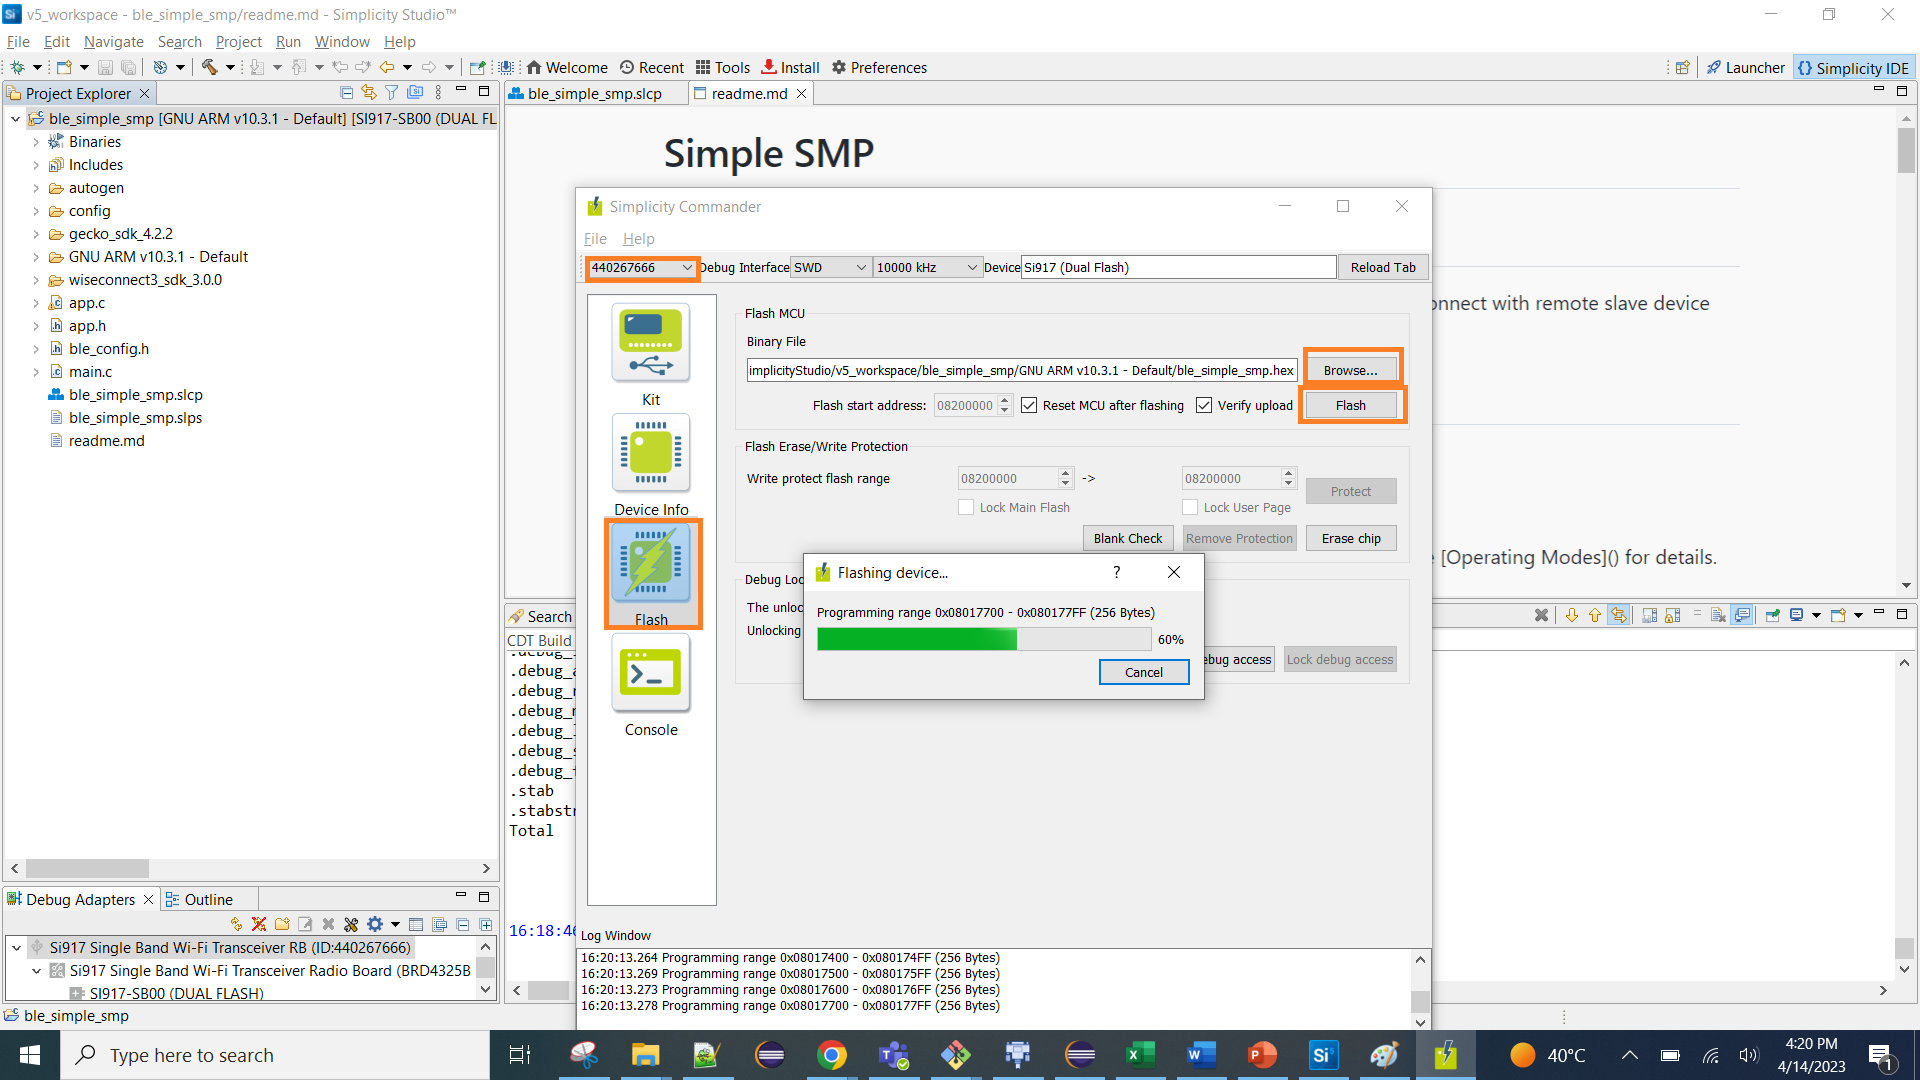 v5_workspace - ble_simple_smp/readme.md - Simplicity Studio™
File Edit Navigate Search Project Run Window Help
Welcome Recent Tools Install Preferences
Launcher Simplicity IDE
Project Explorer
ble_simple_smp.slcp readme.md
ble_simple_smp [GNU ARM v10.3.1 - Default] [SI917-SB00 (DUAL FL
Binaries
Includes
autogen
config
gecko_sdk_4.2.2
GNU ARM v10.3.1 - Default
wiseconnect3_sdk_3.0.0
app.c
app.h
ble_config.h
main.c
ble_simple_smp.slcp
ble_simple_smp.slps
readme.md
Simple SMP
onnect with remote slave device
[Operating Modes]() for details.
Simplicity Commander
File Help
440267666 Debug Interface SWD 10000 kHz Device Si917 (Dual Flash) Reload Tab
Kit
Device Info
Flash
Console
Flash MCU
Binary File
implicityStudio/v5_workspace/ble_simple_smp/GNU ARM v10.3.1 - Default/ble_simple_smp.hex Browse...
Flash start address: 08200000 Reset MCU after flashing Verify upload Flash
Flash Erase/Write Protection
Write protect flash range 08200000 -> 08200000 Protect
Lock Main Flash Lock User Page
Blank Check Remove Protection Erase chip
Debug Loc
The unloc
Unlocking
ebug access Lock debug access
Flashing device...
?
Programming range 0x08017700 - 0x080177FF (256 Bytes)
60%
Cancel
Search
CDT Build
.debug_a
.stab
.stabstr
Total
16:18:46
Log Window
16:20:13.264 Programming range 0x08017400 - 0x080174FF (256 Bytes)
16:20:13.269 Programming range 0x08017500 - 0x080175FF (256 Bytes)
16:20:13.273 Programming range 0x08017600 - 0x080176FF (256 Bytes)
16:20:13.278 Programming range 0x08017700 - 0x080177FF (256 Bytes)
Debug Adapters Outline
Si917 Single Band Wi-Fi Transceiver RB (ID:440267666)
Si917 Single Band Wi-Fi Transceiver Radio Board (BRD4325B
SI917-SB00 (DUAL FLASH)
ble_simple_smp
Type here to search
40°C
4:20 PM
4/14/2023
1